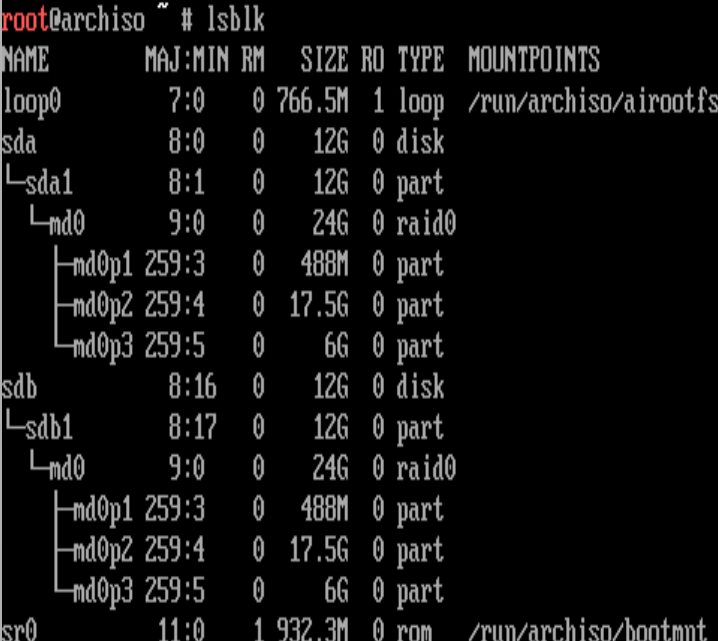 root@archiso ~ # lsblk
NAME        MAJ:MIN RM   SIZE RO TYPE  MOUNTPOINTS
loop0         7:0    0 766.5M  1 loop  /run/archiso/airootfs
sda           8:0    0    12G  0 disk
└─sda1        8:1    0    12G  0 part
  └─md0       9:0    0    24G  0 raid0
    ├─md0p1 259:3    0   488M  0 part
    ├─md0p2 259:4    0  17.5G  0 part
    └─md0p3 259:5    0     6G  0 part
sdb           8:16   0    12G  0 disk
└─sdb1        8:17   0    12G  0 part
  └─md0       9:0    0    24G  0 raid0
    ├─md0p1 259:3    0   488M  0 part
    ├─md0p2 259:4    0  17.5G  0 part
    └─md0p3 259:5    0     6G  0 part
sr0          11:0    1 932.3M  0 rom   /run/archiso/bootmnt